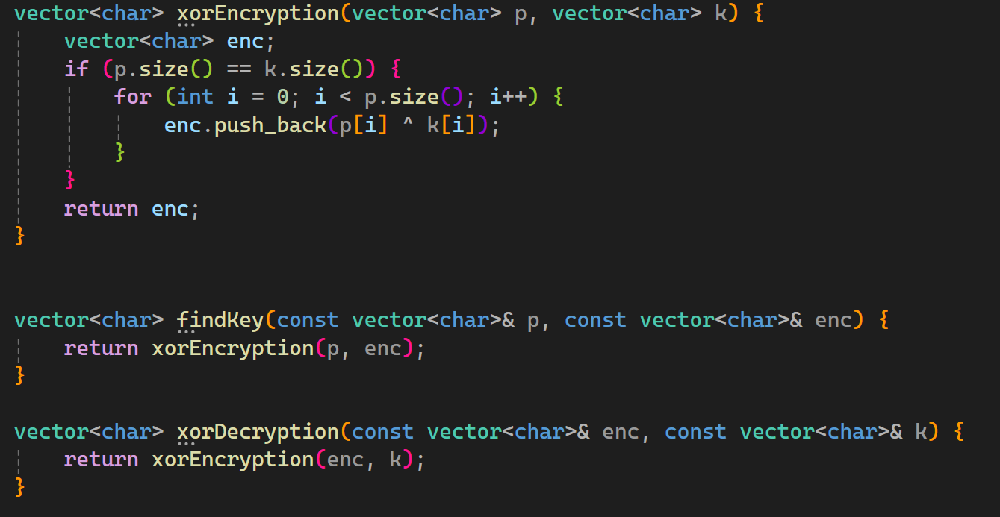 vector<char> xorEncryption(vector<char> p, vector<char> k) {
    vector<char> enc;
    if (p.size() == k.size()) {
        for (int i = 0; i < p.size(); i++) {
            enc.push_back(p[i] ^ k[i]);
        }
    }
    return enc;
}

vector<char> findKey(const vector<char>& p, const vector<char>& enc) {
    return xorEncryption(p, enc);
}

vector<char> xorDecryption(const vector<char>& enc, const vector<char>& k) {
    return xorEncryption(enc, k);
}